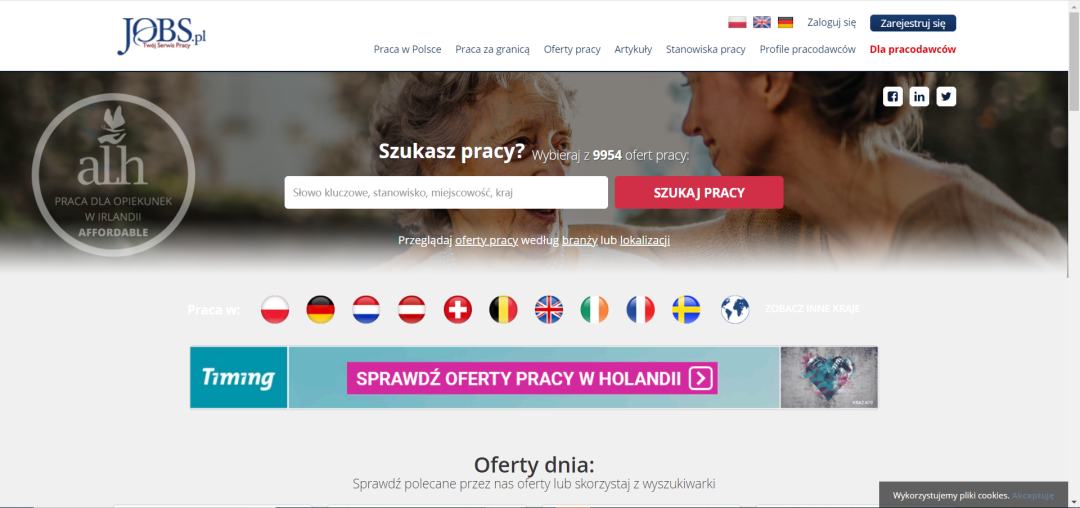 JOBS.pl
Twój Serwis Pracy
Zaloguj się
Zarejestruj się
Praca w Polsce
Praca za granicą
Oferty pracy
Artykuły
Stanowiska pracy
Profile pracodawców
Dla pracodawców
alh
PRACA DLA OPIEKUNEK
W IRLANDII
AFFORDABLE
Szukasz pracy? Wybieraj z 9954 ofert pracy:
Słowo kluczowe, stanowisko, miejscowość, kraj
SZUKAJ PRACY
Przeglądaj oferty pracy według branży lub lokalizacji
Praca w:
ZOBACZ INNE KRAJE
Timing
SPRAWDŹ OFERTY PRACY W HOLANDII
Oferty dnia:
Sprawdź polecane przez nas oferty lub skorzystaj z wyszukiwarki
Wykorzystujemy pliki cookies. Akceptuję